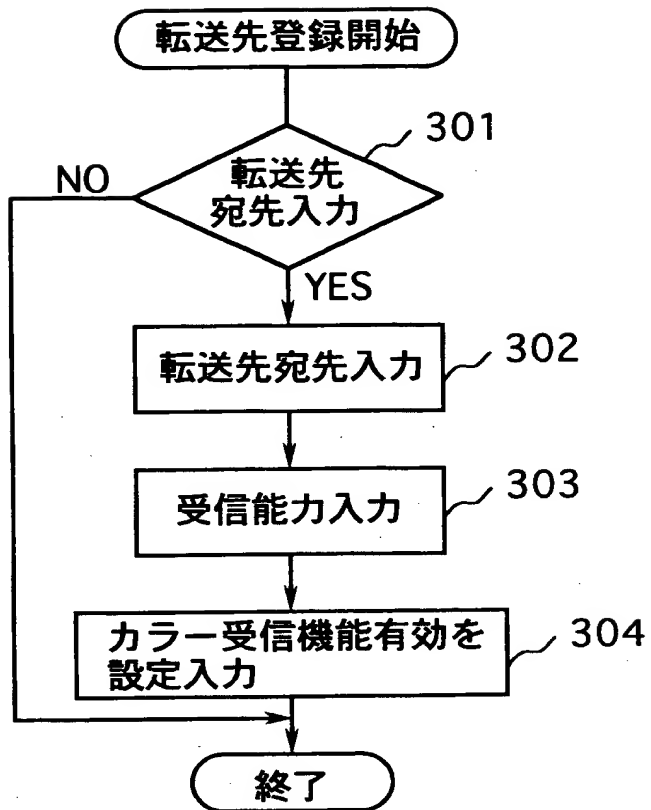 転送先登録開始
301
転送先
宛先入力
NO
YES
転送先宛先入力
302
受信能力入力
303
カラー受信機能有効を
設定入力
304
終了